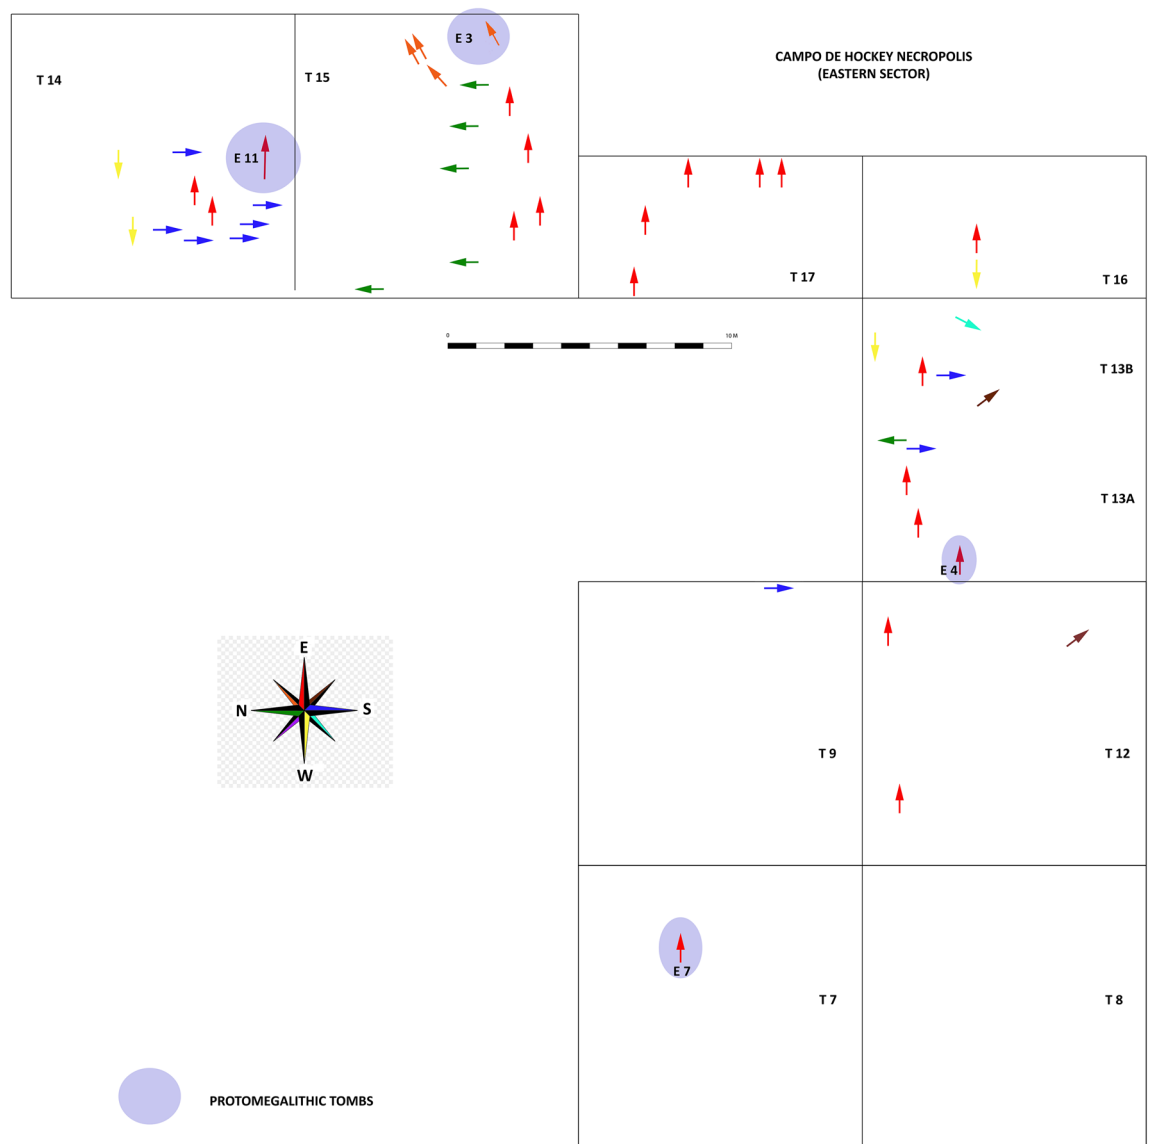 E 3
CAMPO DE HOCKEY NECROPOLIS
(EASTERN SECTOR)
T 14
T 15
E 11
T 17
T 16
0
10 M
T 13B
T 13A
E 4
E
N
S
W
T 9
T 12
E 7
T 7
T 8
PROTOMEGALITHIC TOMBS